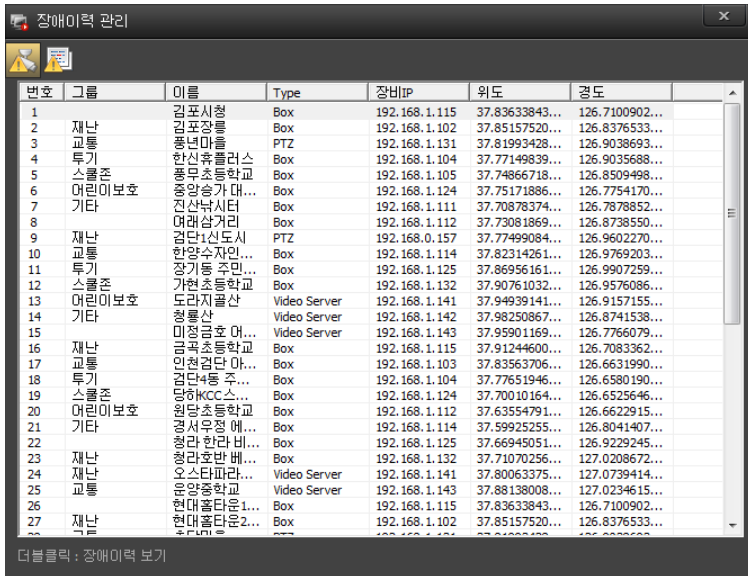 장애이력 관리
번호 그룹 이름 Type 장비IP 위도 경도
1 김포시청 Box 192.168.1.115 37.83633843... 126.7100902...
2 재난 김포장릉 Box 192.168.1.102 37.85157520... 126.8376533...
3 교통 풍년마을 PTZ 192.168.1.131 37.81993428... 126.9038693...
4 투기 한신휴플러스 Box 192.168.1.104 37.77149839... 126.9035688...
5 스쿨존 풍무초등학교 Box 192.168.1.105 37.74866718... 126.8509498...
6 어린이보호 중앙승가대... Box 192.168.1.124 37.75171886... 126.7754170...
7 기타 진산낚시터 Box 192.168.1.111 37.70878374... 126.7878852...
8 여래삼거리 Box 192.168.1.112 37.73081869... 126.8738550...
9 재난 검단1신도시 PTZ 192.168.0.157 37.77499084... 126.9602270...
10 교통 한양수자인... Box 192.168.1.114 37.82314261... 126.9769203...
11 투기 장기동 주민... Box 192.168.1.125 37.86956161... 126.9907259...
12 스쿨존 가현초등학교 Box 192.168.1.132 37.90761032... 126.9576086...
13 어린이보호 도라지골산 Video Server 192.168.1.141 37.94939141... 126.9157155...
14 기타 청룡산 Video Server 192.168.1.142 37.98250867... 126.8741538...
15 미정금호 어... Video Server 192.168.1.143 37.95901169... 126.7766079...
16 재난 금곡초등학교 Box 192.168.1.115 37.91244600... 126.7083362...
17 교통 인천검단 아... Box 192.168.1.103 37.83563706... 126.6631990...
18 투기 검단4동 주... Box 192.168.1.104 37.77651946... 126.6580190...
19 스쿨존 당하KCC스... Box 192.168.1.124 37.70010164... 126.6525646...
20 어린이보호 원당초등학교 Box 192.168.1.112 37.63554791... 126.6622915...
21 기타 경서우정 에... Box 192.168.1.114 37.59925255... 126.8041407...
22 청라 한라 비... Box 192.168.1.125 37.66945051... 126.9229245...
23 재난 청라호반 베... Box 192.168.1.132 37.71070256... 127.0208672...
24 재난 오스타파라... Video Server 192.168.1.141 37.80063375... 127.0739414...
25 교통 운양중학교 Video Server 192.168.1.143 37.88138008... 127.0234615...
26 현대홈타운1... Box 192.168.1.115 37.83633843... 126.7100902...
27 재난 현대홈타운2... Box 192.168.1.102 37.85157520... 126.8376533...
더블클릭 : 장애이력 보기